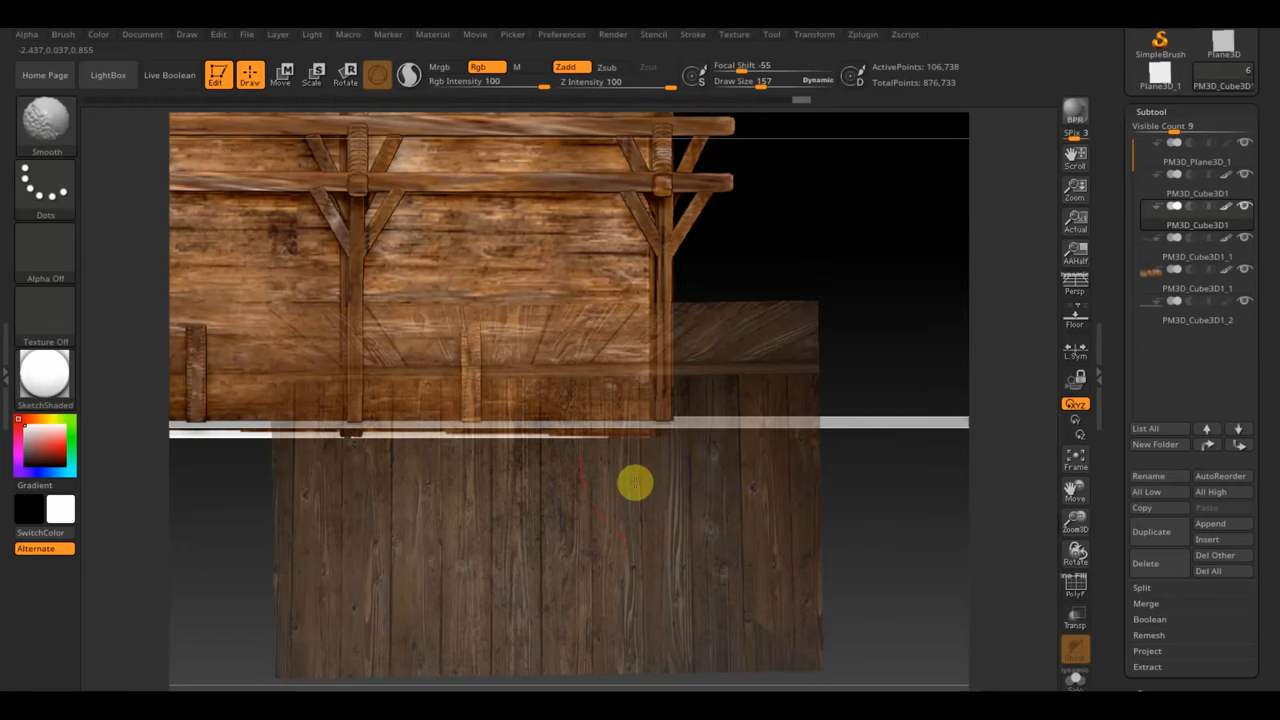 Alpha Brush Color Document Draw Edit File Layer Light Macro Marker Material Movie Picker Preferences Render Stencil Stroke Texture Tool Transform Zplugin Zscript
-2.437,0.037,0.855
Home Page LightBox Live Boolean Edit Draw Move Scale Rotate
Mrgb Rgb M Zadd Zsub
Rgb Intensity 100 Z Intensity 100
Focal Shift -55
Draw Size 157 Dynamic
S D
ActivePoints: 106,738
TotalPoints: 876,733
SimpleBrush Plane3D
6
Plane3D_1 PM3D_Cube3D1
Smooth
Dots
Alpha Off
Texture Off
SketchShaded
Gradient
SwitchColor
Alternate
BPR
SPix 3
Scroll
Zoom
Actual
AAHalf
Persp
Floor
L.Sym
XYZ
Y
Z
Frame
Move
Zoom3D
Rotate
PolyF
Transp
Solo
Subtool
Visible Count 9
PM3D_Plane3D_1
PM3D_Cube3D1
PM3D_Cube3D1
PM3D_Cube3D1_1
PM3D_Cube3D1_1
PM3D_Cube3D1_2
List All
New Folder
Rename AutoReorder
All Low All High
Copy Paste
Duplicate Append
Insert
Delete Del Other
Del All
Split
Merge
Boolean
Remesh
Project
Extract